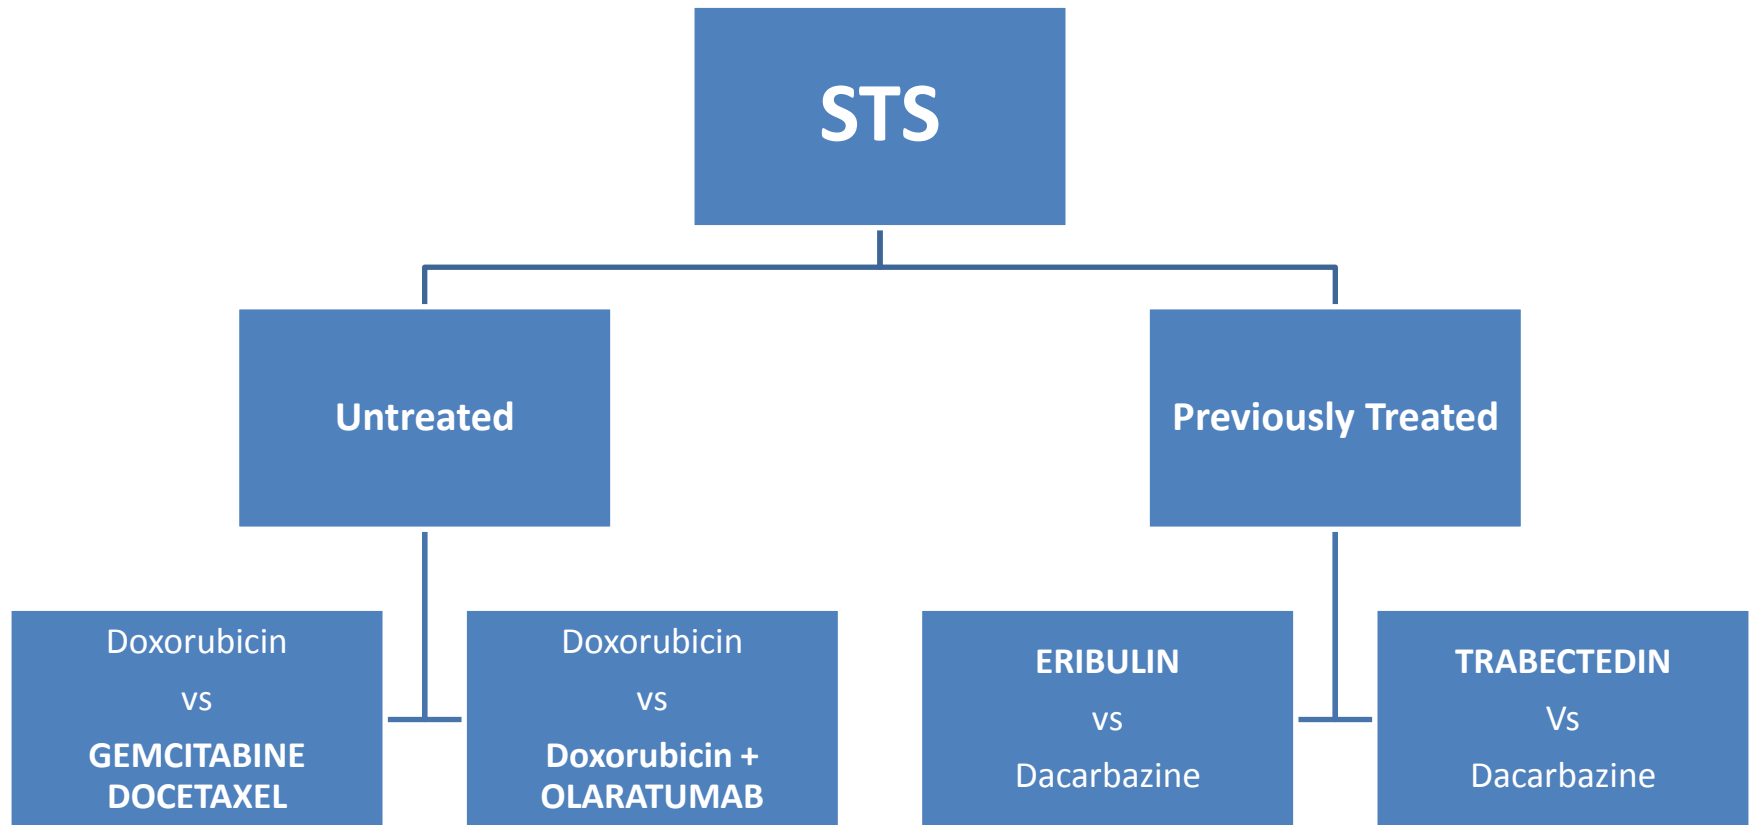 STS
Untreated
Previously Treated
Doxorubicin
vs
GEMCITABINE
DOCETAXEL
Doxorubicin
vs
Doxorubicin +
OLARATUMAB
ERIBULIN
vs
Dacarbazine
TRABECTEDIN
Vs
Dacarbazine